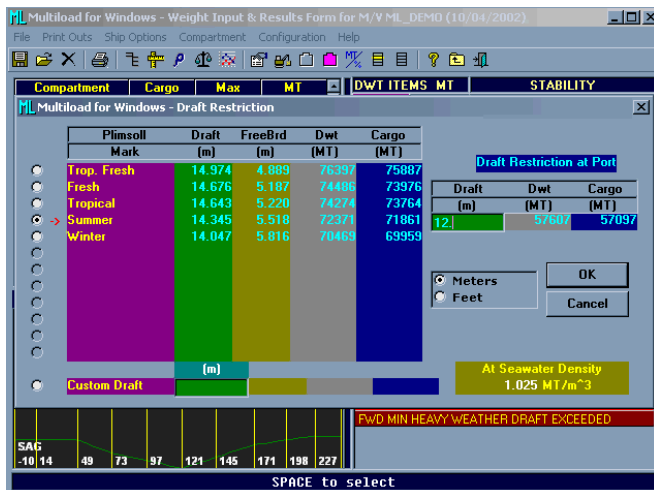 Multiload for Windows - Weight Input & Results Form for M/V ML_DEMO (10/04/2002)
File Print Outs Ship Options Compartment Configuration Help
Compartment Cargo Max MT DWT ITEMS MT STABILITY
Multiload for Windows - Draft Restriction
Plimsoll Draft FreeBrd Dwt Cargo
Mark (m) (m) (MT) (MT)
Trop. Fresh 14.974 4.889 76397 75887
Fresh 14.676 5.187 74486 73976
Tropical 14.643 5.220 74274 73764
-> Summer 14.345 5.518 72371 71861
Winter 14.047 5.816 70469 69959
Draft Restriction at Port
Draft Dwt Cargo
(m) (MT) (MT)
12. 57607 57097
Meters
Feet
OK
Cancel
(m)
Custom Draft
At Seawater Density
1.025 MT/m^3
FWD MIN HEAVY WEATHER DRAFT EXCEEDED
SAG
-10 14 49 73 97 121 145 171 198 227
SPACE to select